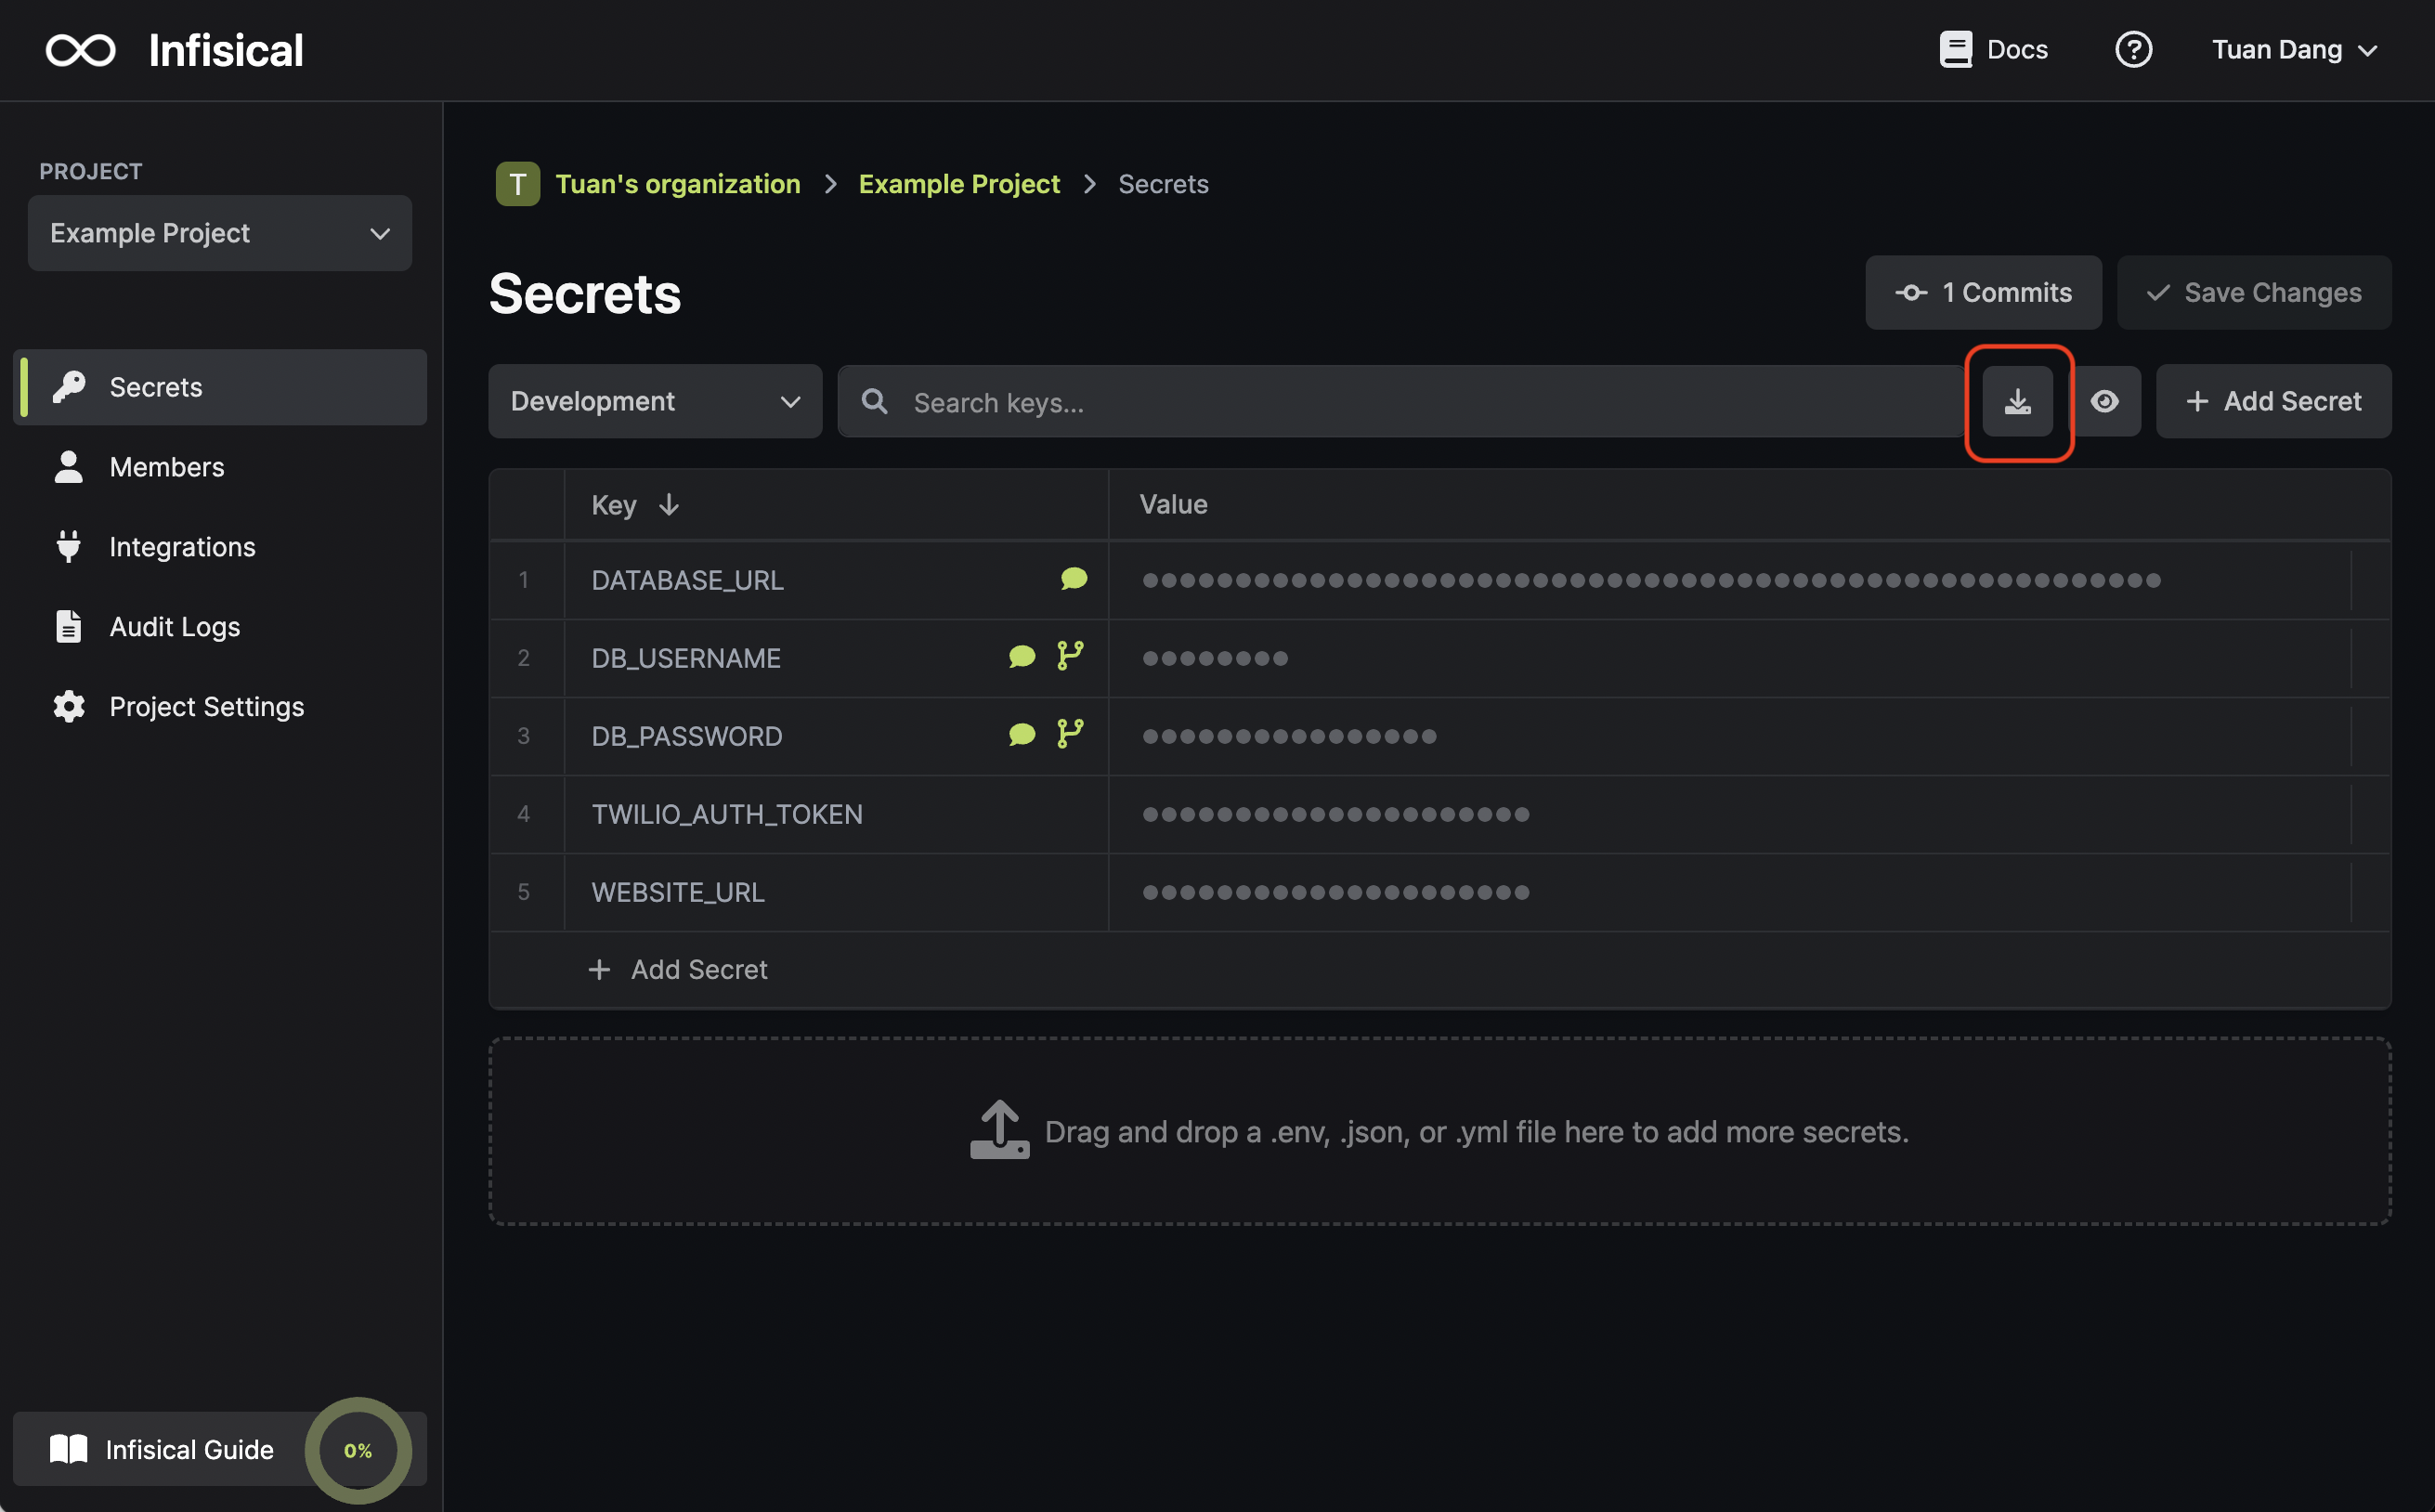 Infisical
Docs
Tuan Dang
PROJECT
Example Project
Secrets
Members
Integrations
Audit Logs
Project Settings
Infisical Guide
0%
T Tuan's organization > Example Project > Secrets
Secrets
1 Commits
Save Changes
Development
Search keys...
+ Add Secret
Key ↓ Value
1 DATABASE_URL
2 DB_USERNAME
3 DB_PASSWORD
4 TWILIO_AUTH_TOKEN
5 WEBSITE_URL
+ Add Secret
Drag and drop a .env, .json, or .yml file here to add more secrets.